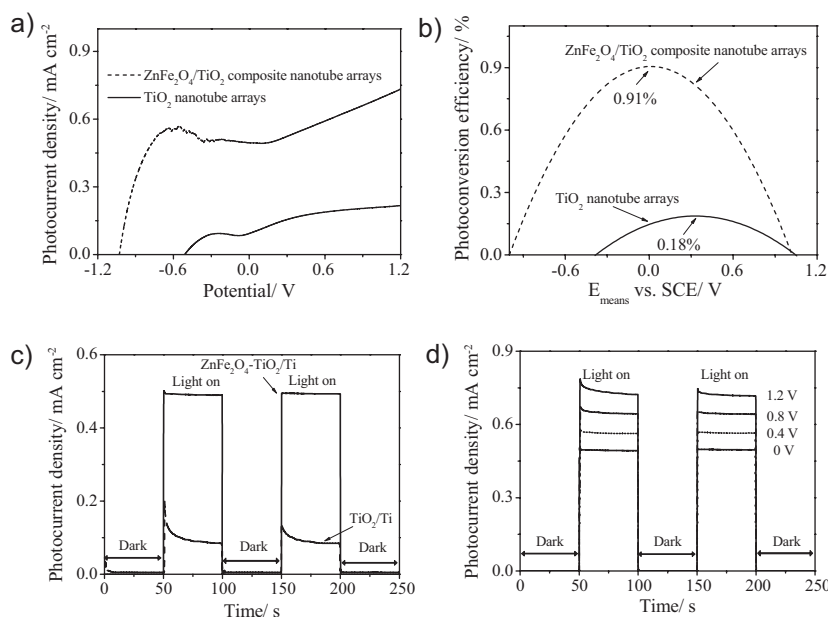 a)
Photocurrent density/ mA cm⁻²
0.9
0.6
0.3
0.0
ZnFe₂O₄/TiO₂ composite nanotube arrays
TiO₂ nanotube arrays
-1.2
-0.6
0.0
0.6
1.2
Potential/ V
b)
Photoconversion efficiency/ %
0.9
0.6
0.3
0.0
ZnFe₂O₄/TiO₂ composite nanotube arrays
0.91%
TiO₂ nanotube arrays
0.18%
-0.6
0.0
0.6
1.2
E means vs. SCE/ V
c)
Photocurrent density/ mA cm⁻²
0.6
0.4
0.2
0.0
ZnFe₂O₄-TiO₂/Ti
Light on
Light on
TiO₂/Ti
Dark
Dark
Dark
0
50
100
150
200
250
Time/ s
d)
Photocurrent density/ mA cm⁻²
0.9
0.6
0.3
0.0
Light on
Light on
1.2 V
0.8 V
0.4 V
0 V
Dark
Dark
Dark
0
50
100
150
200
250
Time/ s